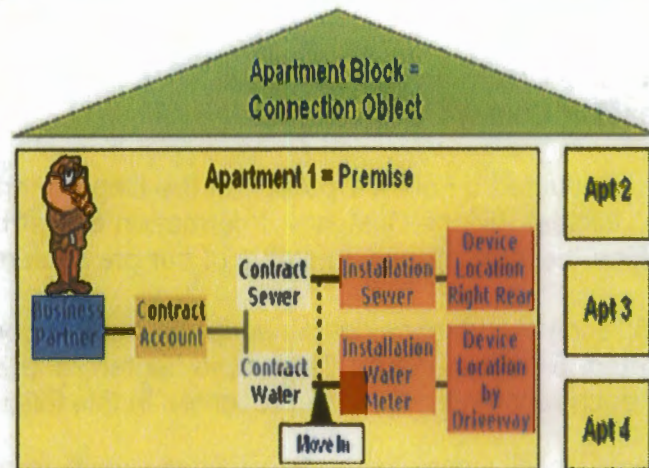 Apartment Block =
Connection Object
Apartment 1 = Premise
Apt 2
Apt 3
Apt 4
Business
Partner
Contract
Account
Contract
Sewer
Contract
Water
Installation
Sewer
Installation
Water
Meter
Device
Location
Right Rear
Device
Location
by
Driveway
Move In